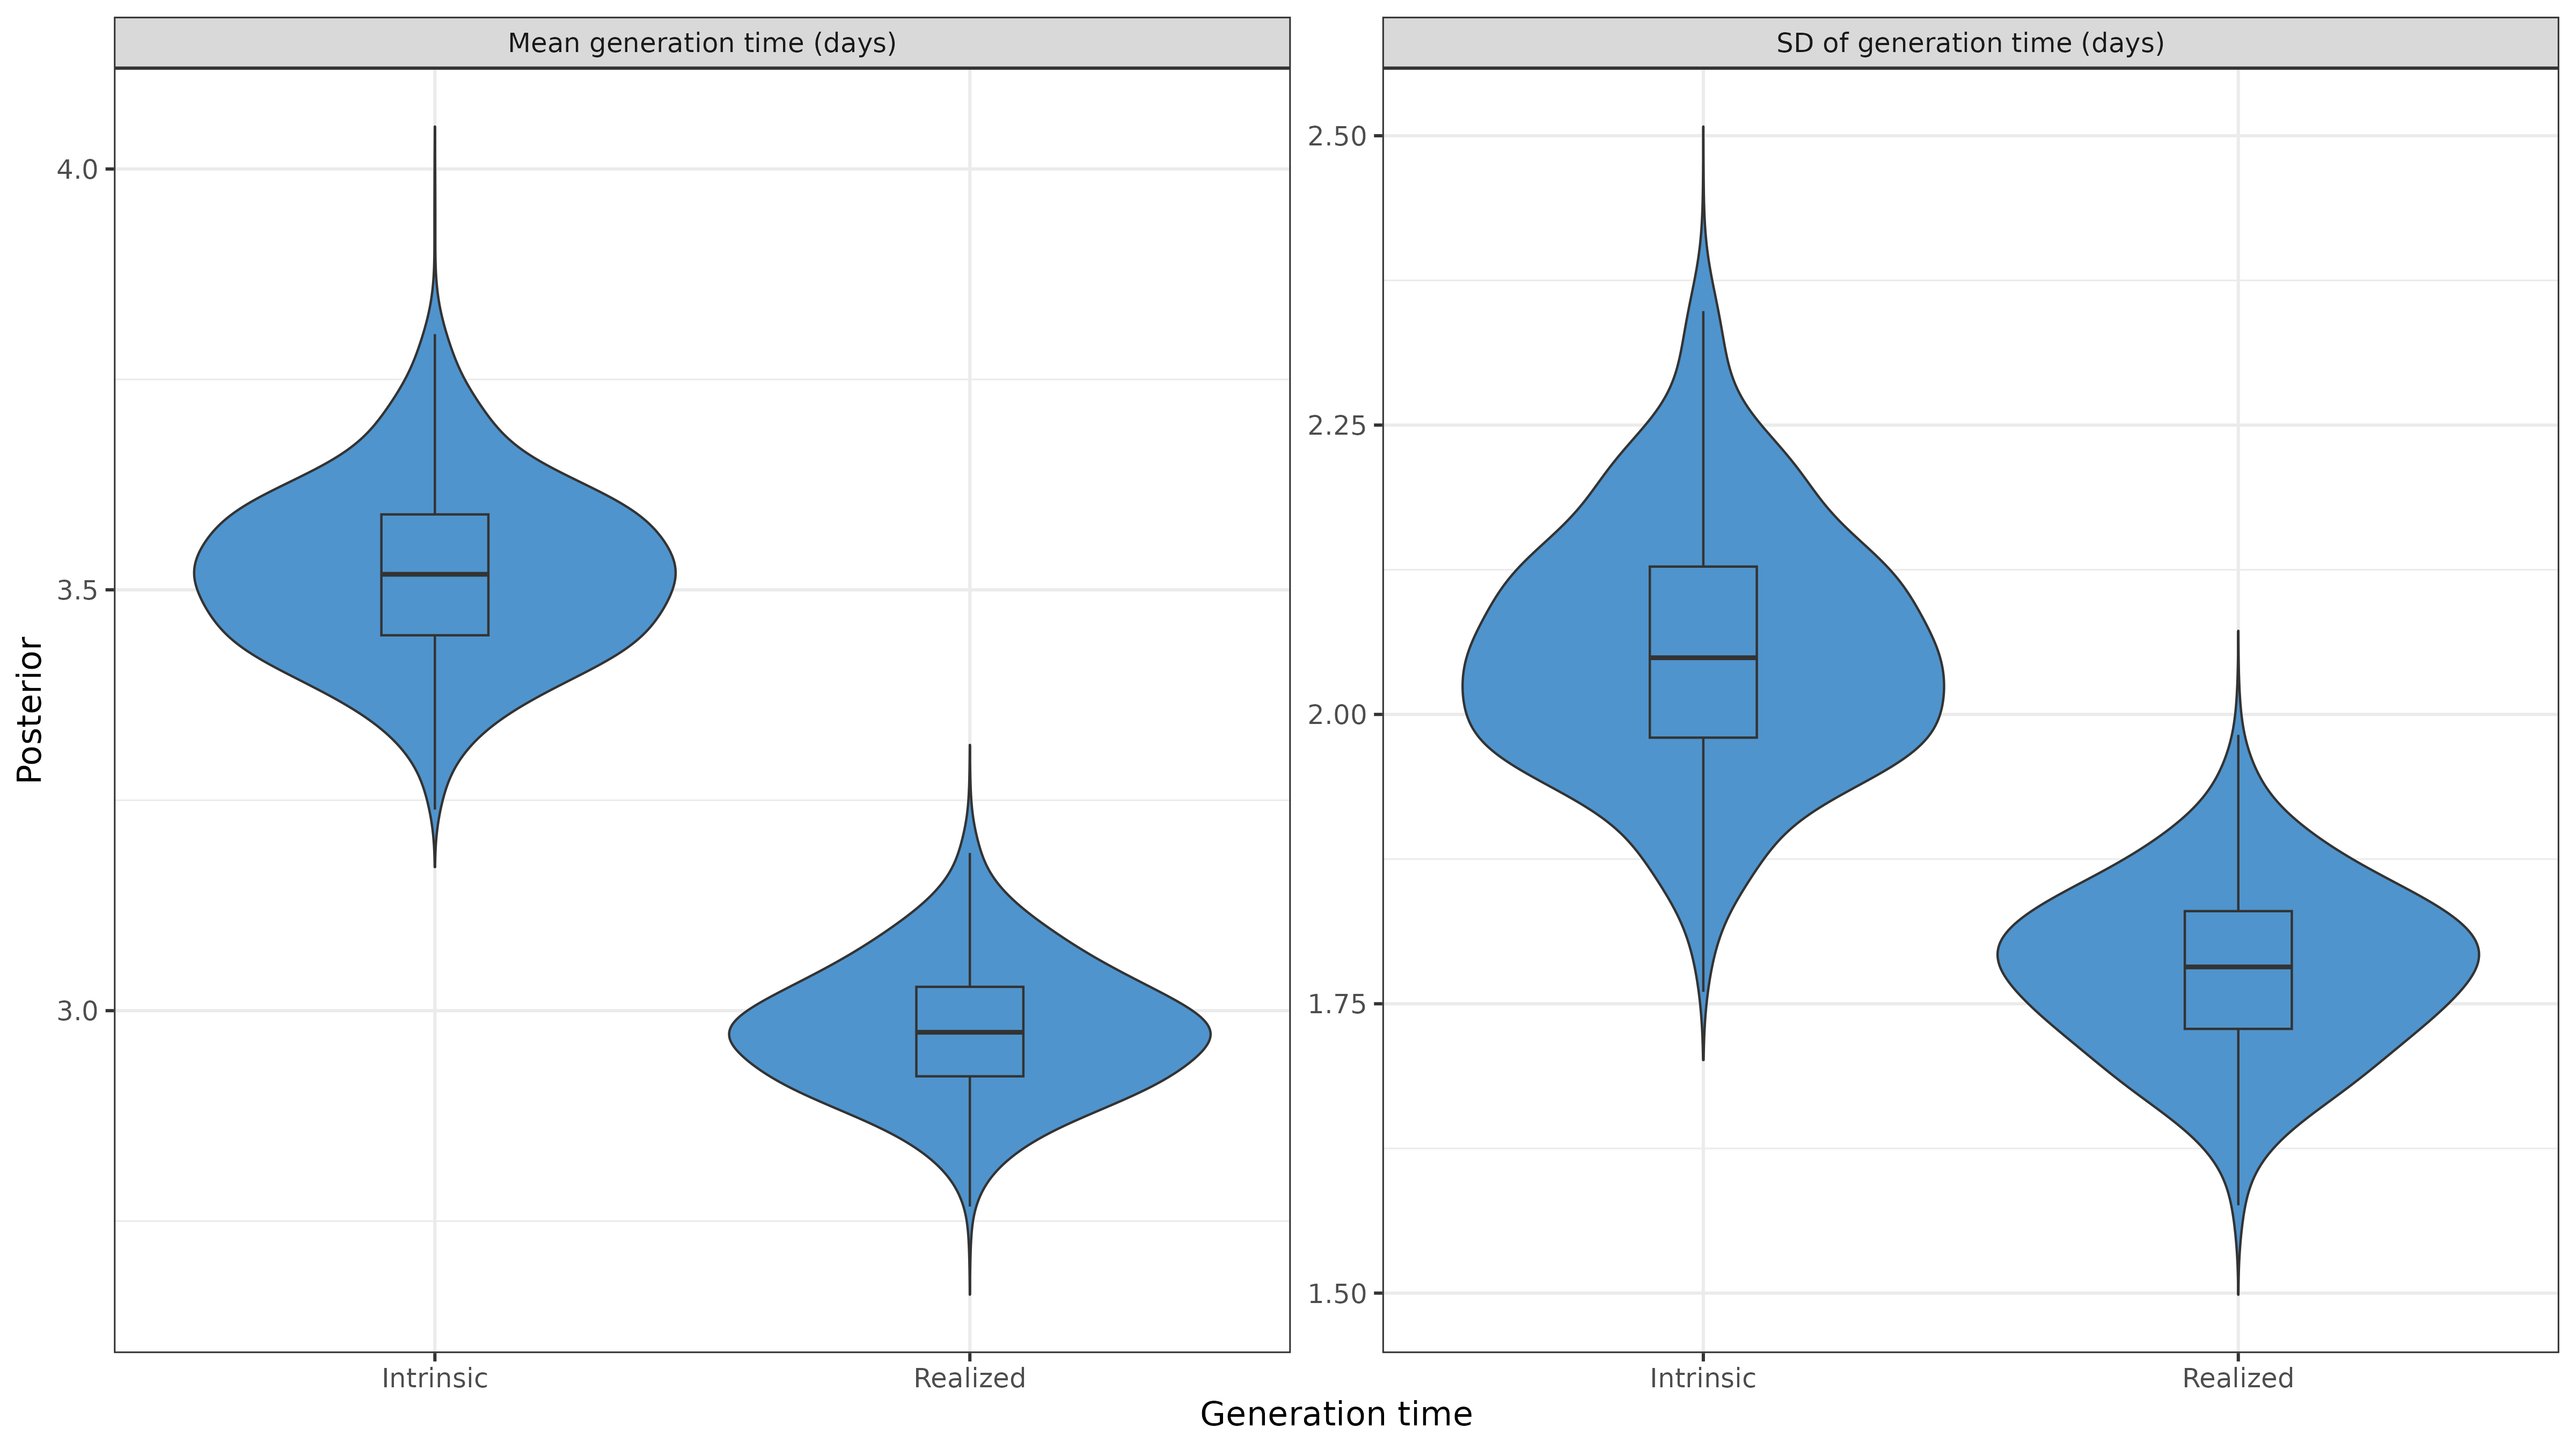 Mean generation time (days)
SD of generation time (days)
Posterior
4.0
3.5
3.0
2.50
2.25
2.00
1.75
1.50
Intrinsic
Realized
Intrinsic
Realized
Generation time